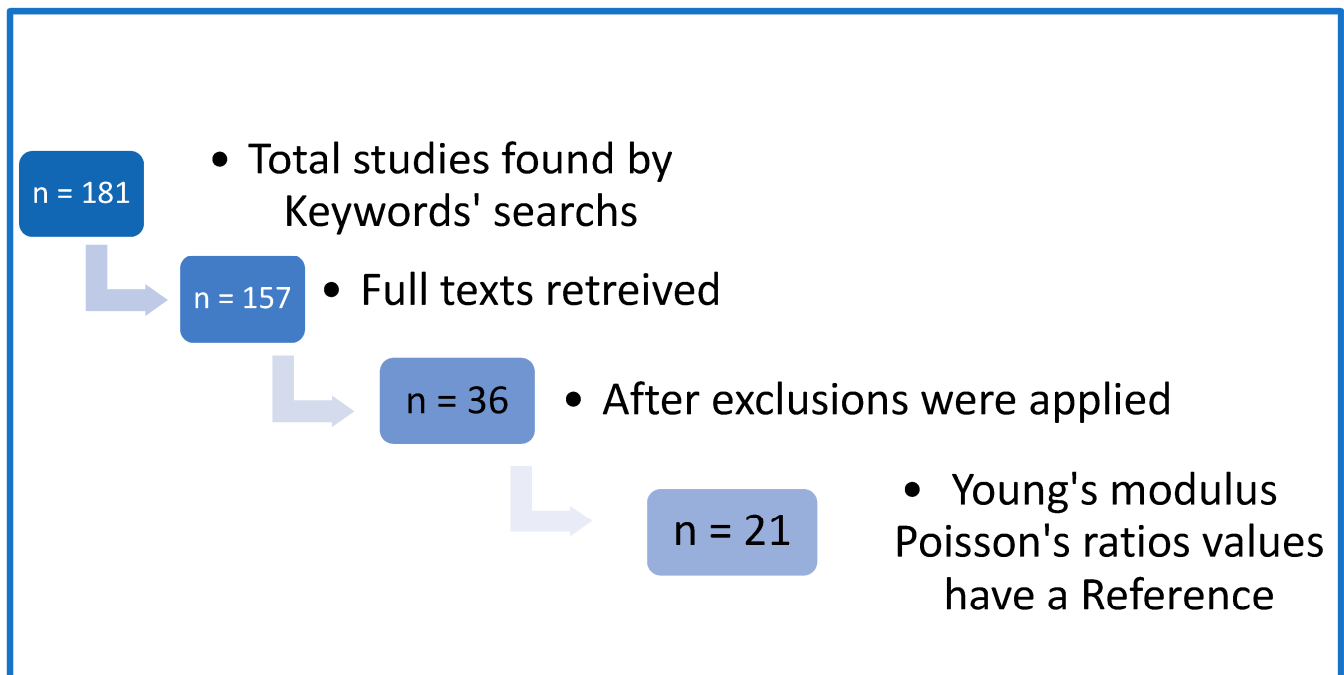 n = 181
• Total studies found by
Keywords' searchs
n = 157
• Full texts retreived
n = 36
• After exclusions were applied
n = 21
• Young's modulus
Poisson's ratios values
have a Reference